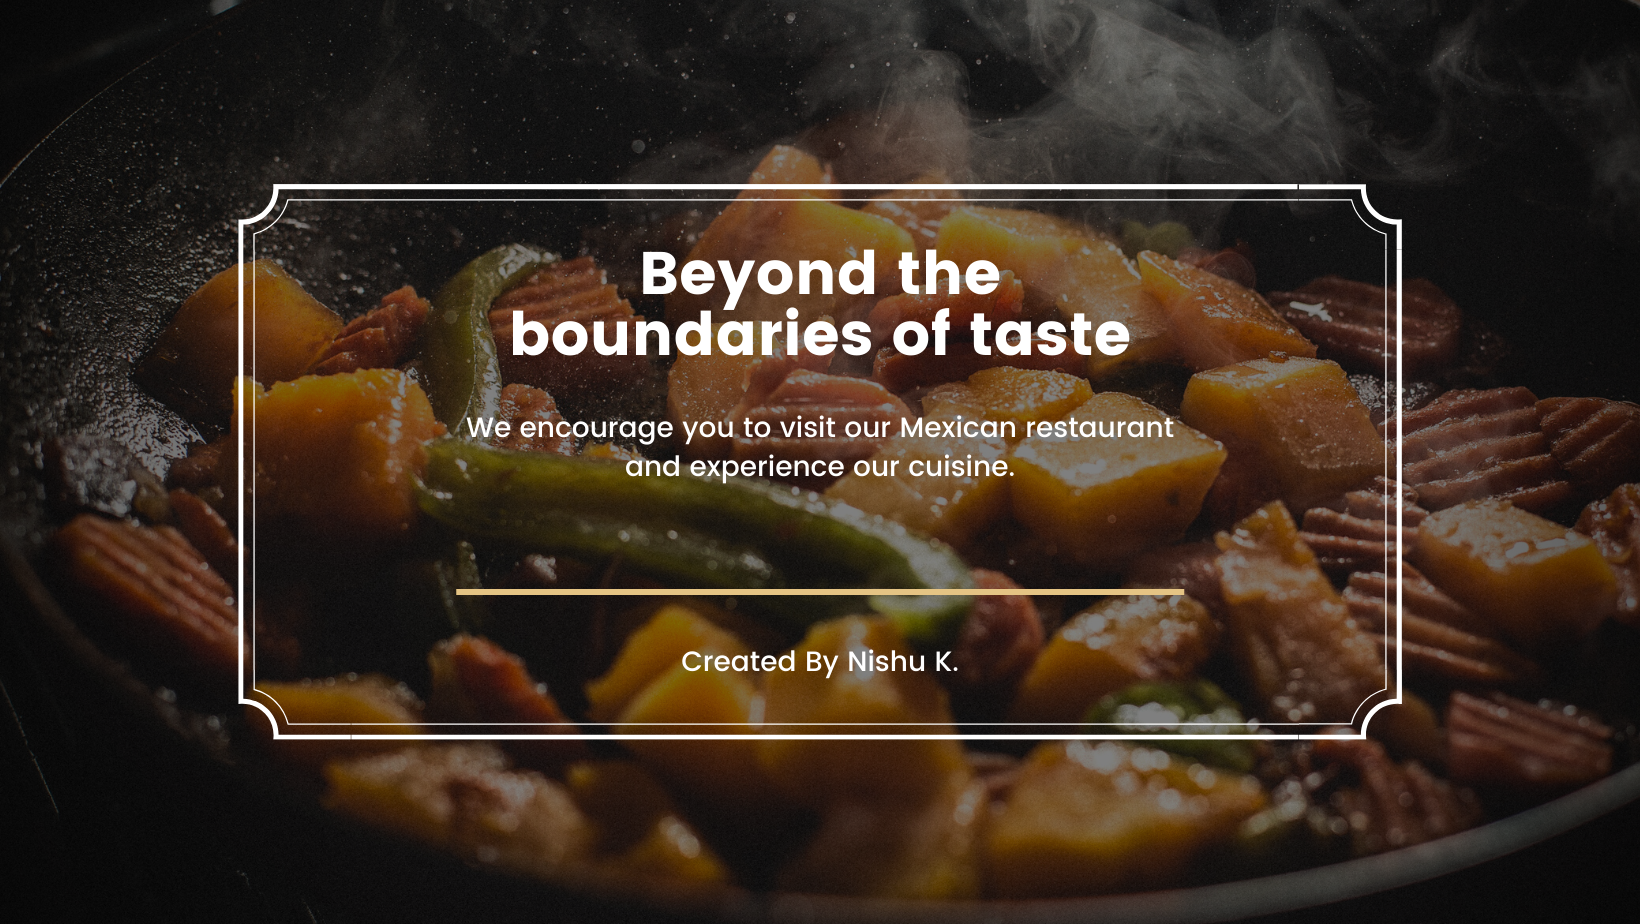 Beyond the
boundaries of taste
We encourage you to visit our Mexican restaurant
and experience our cuisine.
Created By Nishu K.